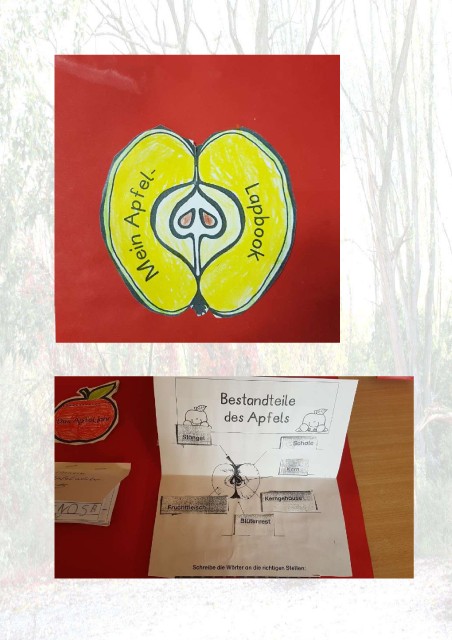 Mein Apfel-
Lapbook
Bestandteile
des Apfels
Stängel
Schale
Kern
Fruchtfleisch
Kerngehäuse
Blütenrest
Schreibe die Wörter an die richtigen Stellen.